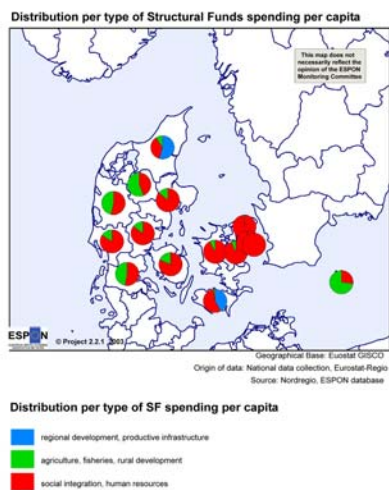 Distribution per type of Structural Funds spending per capita
This map does not
necessarily reflect the
opinion of the ESPON
Monitoring Committee
ESPON
© Project 2.2.1, 2003
Geographical Base: Euostat GISCO
Origin of data: National data collection, Eurostat-Regio
Source: Nordregio, ESPON database
Distribution per type of SF spending per capita
regional development, productive infrastructure
agriculture, fisheries, rural development
social integration, human resources